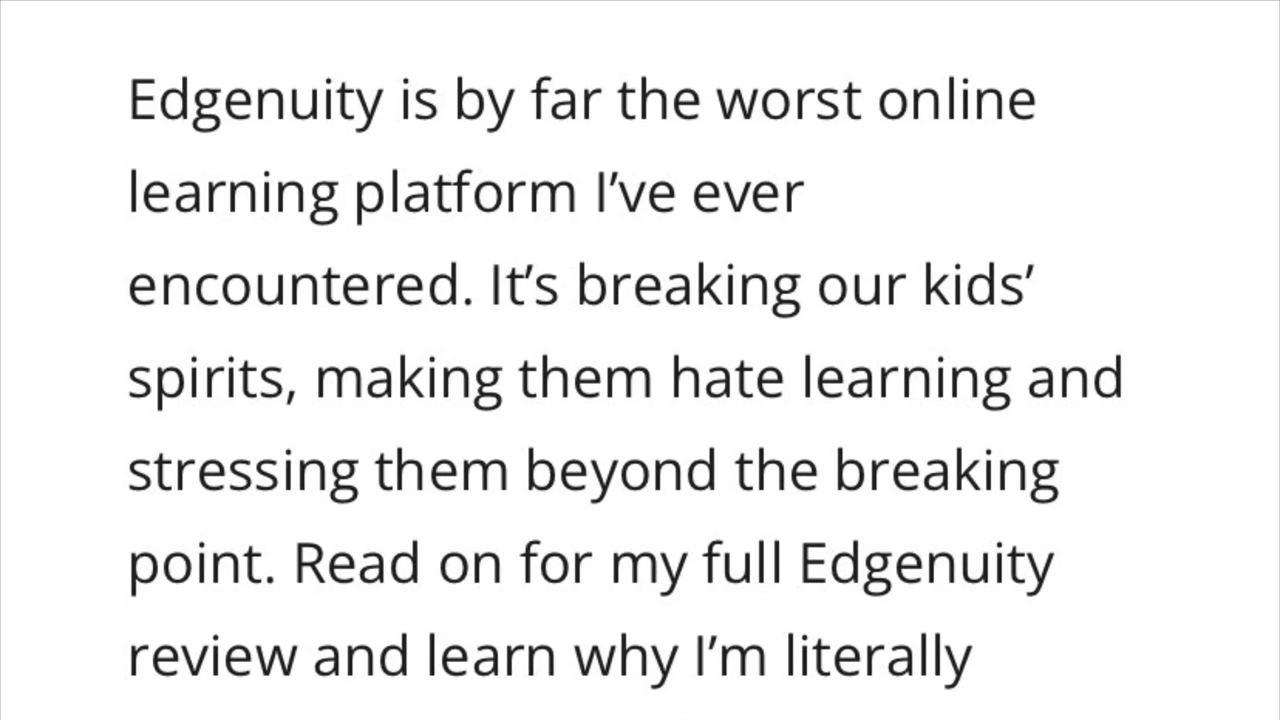 Edgenuity is by far the worst online
learning platform I’ve ever
encountered. It’s breaking our kids’
spirits, making them hate learning and
stressing them beyond the breaking
point. Read on for my full Edgenuity
review and learn why I’m literally